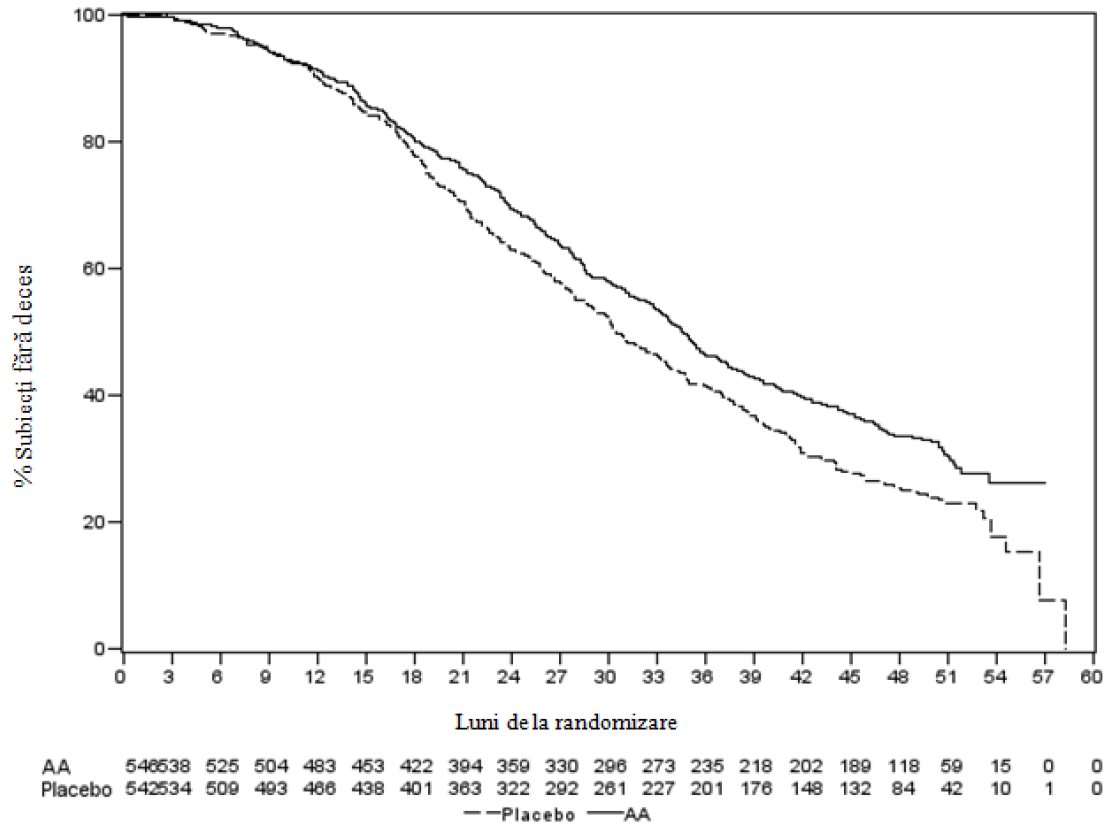 100
80
60
40
20
0
% Subiecți fără deces
0 3 6 9 12 15 18 21 24 27 30 33 36 39 42 45 48 51 54 57 60
Luni de la randomizare
AA 546 538 525 504 483 453 422 394 359 330 296 273 235 218 202 189 118 59 15 0 0
Placebo 542 534 509 493 466 438 401 363 322 292 261 227 201 176 148 132 84 42 10 1 0
Placebo AA